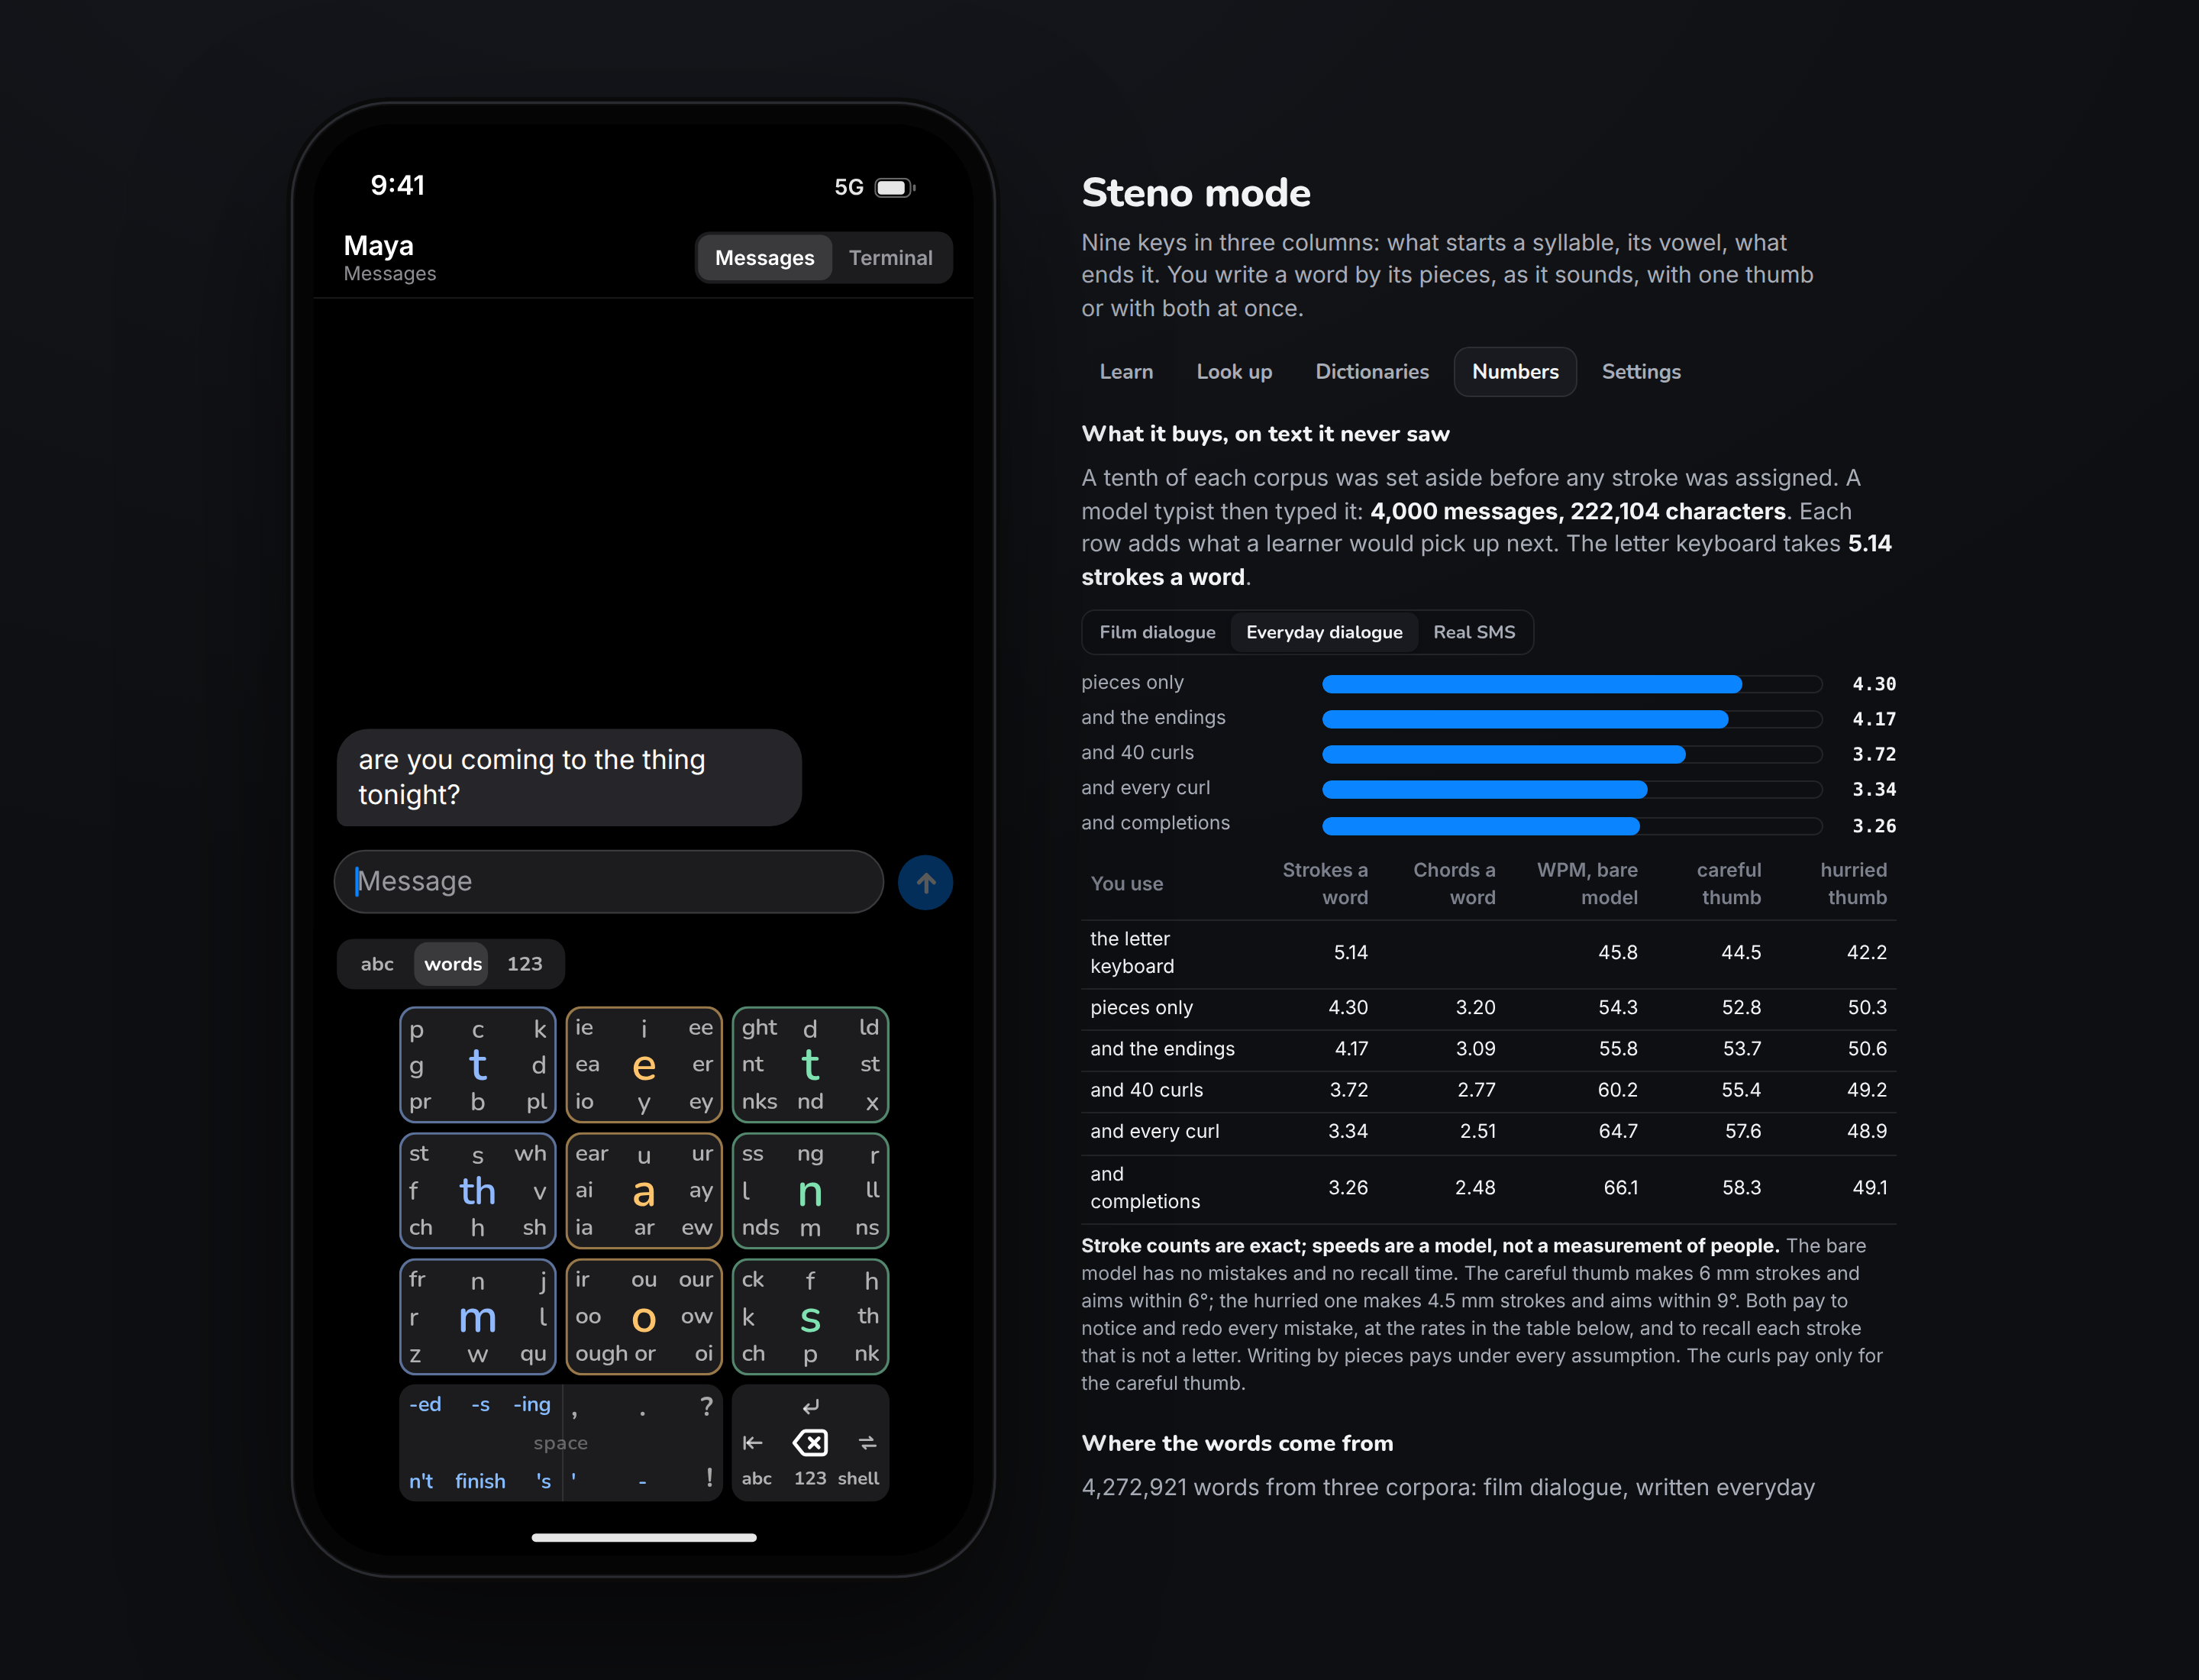 9:41
5G
Maya
Messages
Messages Terminal
are you coming to the thing
tonight?
Message
abc words 123
p c k
g t d
pr b pl
ie i ee
ea e er
io y ey
ght d ld
nt t st
nks nd x
st s wh
f th v
ch h sh
ear u ur
ai a ay
ia ar ew
ss ng r
l n ll
nds m ns
fr n j
r m l
z w qu
ir ou our
oo o ow
ough or oi
ck f h
k s th
ch p nk
-ed -s -ing , . ?
space
n't finish 's ' - !
abc 123 shell
Steno mode
Nine keys in three columns: what starts a syllable, its vowel, what
ends it. You write a word by its pieces, as it sounds, with one thumb
or with both at once.
Learn Look up Dictionaries Numbers Settings
What it buys, on text it never saw
A tenth of each corpus was set aside before any stroke was assigned. A
model typist then typed it: 4,000 messages, 222,104 characters. Each
row adds what a learner would pick up next. The letter keyboard takes 5.14
strokes a word.
Film dialogue Everyday dialogue Real SMS
pieces only 4.30
and the endings 4.17
and 40 curls 3.72
and every curl 3.34
and completions 3.26
You use Strokes a word Chords a word WPM, bare model careful thumb hurried thumb
the letter keyboard 5.14 45.8 44.5 42.2
pieces only 4.30 3.20 54.3 52.8 50.3
and the endings 4.17 3.09 55.8 53.7 50.6
and 40 curls 3.72 2.77 60.2 55.4 49.2
and every curl 3.34 2.51 64.7 57.6 48.9
and completions 3.26 2.48 66.1 58.3 49.1
Stroke counts are exact; speeds are a model, not a measurement of people. The bare
model has no mistakes and no recall time. The careful thumb makes 6 mm strokes and
aims within 6°; the hurried one makes 4.5 mm strokes and aims within 9°. Both pay to
notice and redo every mistake, at the rates in the table below, and to recall each stroke
that is not a letter. Writing by pieces pays under every assumption. The curls pay only for
the careful thumb.
Where the words come from
4,272,921 words from three corpora: film dialogue, written everyday